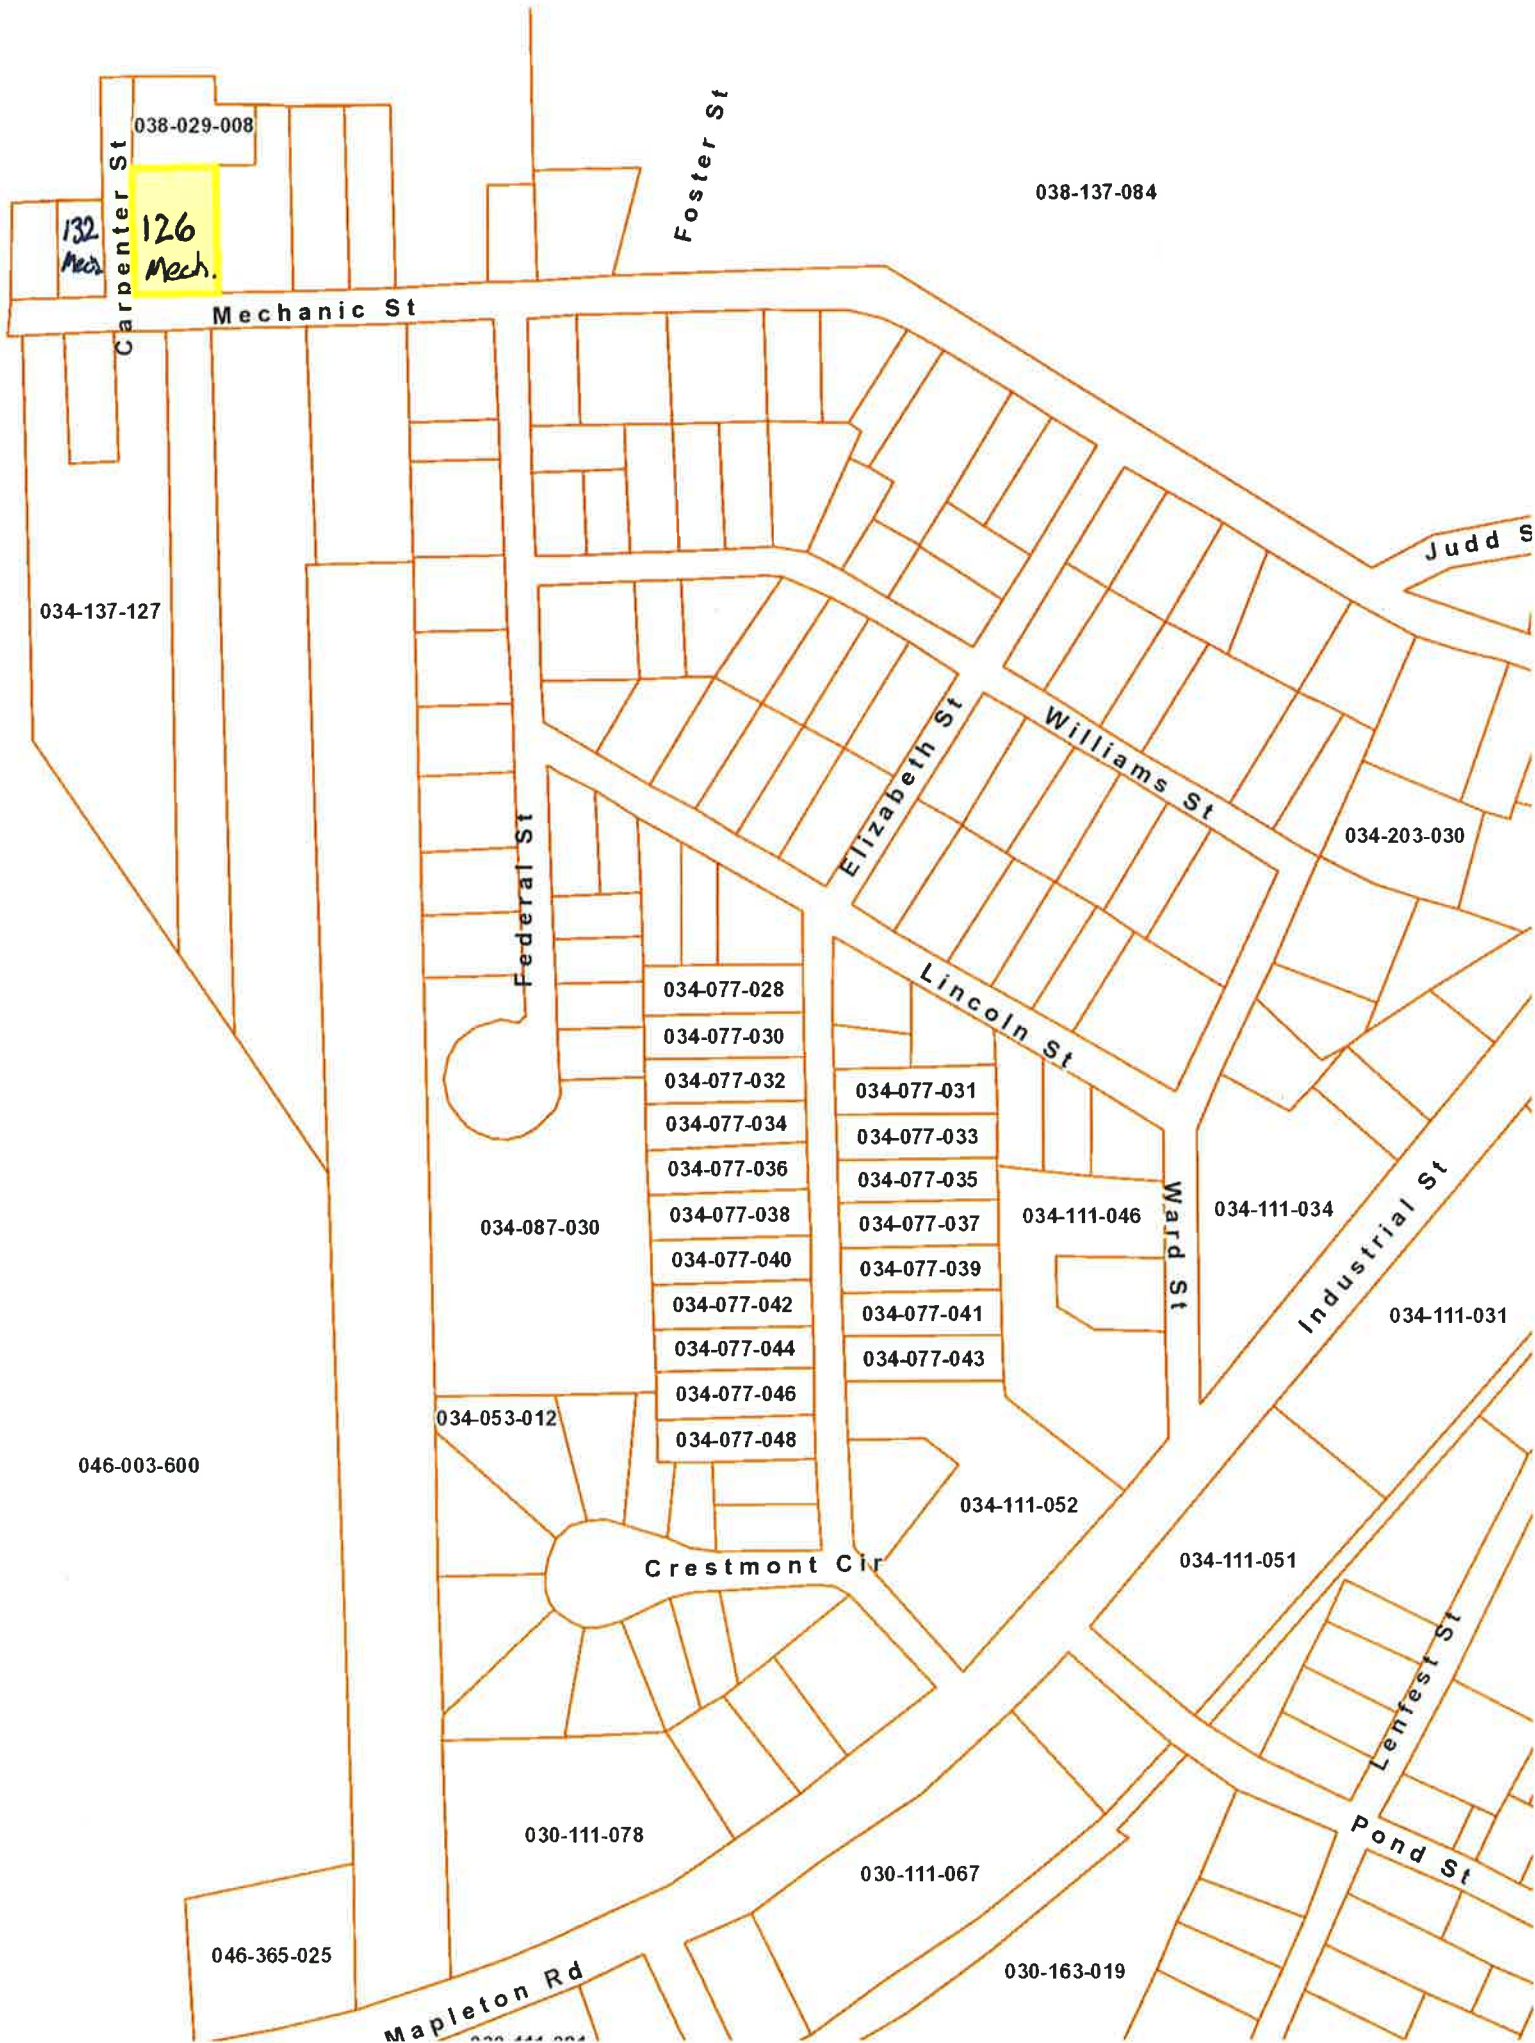 Foster St
038-029-008
038-137-084
Carpenter St
132
126
Mech.
Mechanic St
Judd S
034-137-127
Elizabeth St
Williams St
Federal St
034-203-030
Lincoln St
034-077-028
034-077-030
034-077-032
034-077-034
034-077-036
034-077-038
034-077-040
034-077-042
034-077-044
034-077-046
034-077-048
034-077-031
034-077-033
034-077-035
034-077-037
034-077-039
034-077-041
034-077-043
034-111-046
Ward St
034-111-034
Industrial St
034-087-030
034-111-031
034-053-012
046-003-600
034-111-052
034-111-051
Crestmont Cir
Lenfest St
030-111-078
Pond St
030-111-067
046-365-025
030-163-019
Mapleton Rd